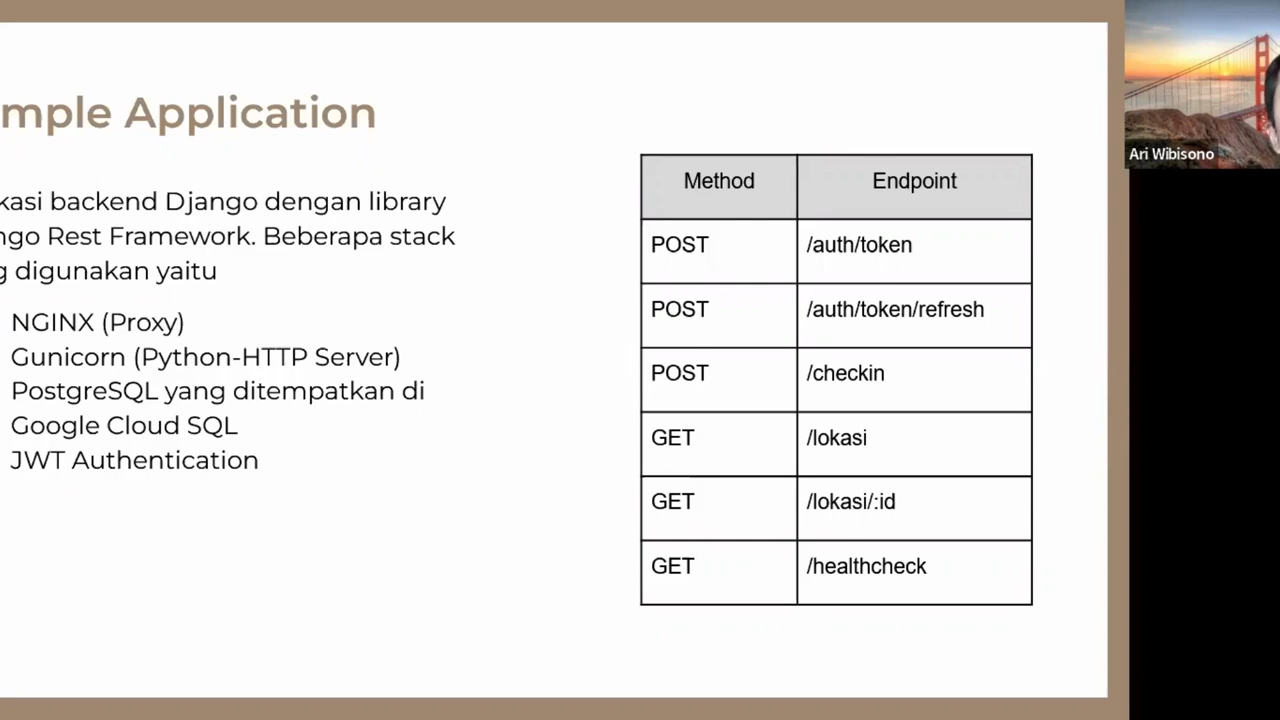 mple Application
kasi backend Django dengan library
ngo Rest Framework. Beberapa stack
g digunakan yaitu
NGINX (Proxy)
Gunicorn (Python-HTTP Server)
PostgreSQL yang ditempatkan di
Google Cloud SQL
JWT Authentication
Method Endpoint
POST /auth/token
POST /auth/token/refresh
POST /checkin
GET /lokasi
GET /lokasi/:id
GET /healthcheck
Ari Wibisono